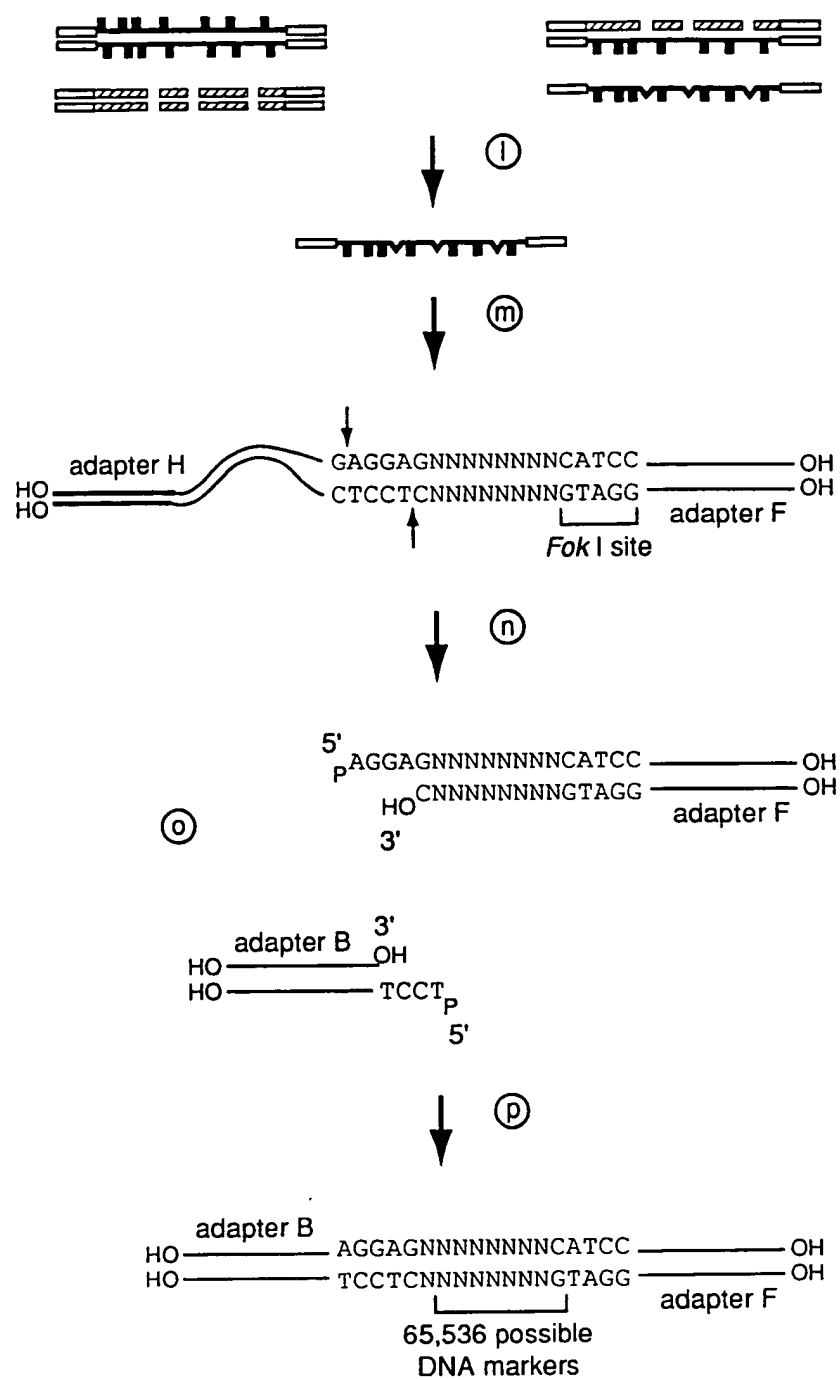 l
m
adapter H
HO
HO
GAGGAGNNNNNNNNCATCC
OH
CTCCTCNNNNNNNNGTAGG
OH
adapter F
Fok I site
n
5'
P
AGGAGNNNNNNNNCATCC
OH
HO
CNNNNNNNNGTAGG
OH
3'
adapter F
o
3'
adapter B
OH
HO
HO
TCCT
P
5'
p
adapter B
HO
AGGAGNNNNNNNNCATCC
OH
HO
TCCTCNNNNNNNNGTAGG
OH
adapter F
65,536 possible
DNA markers